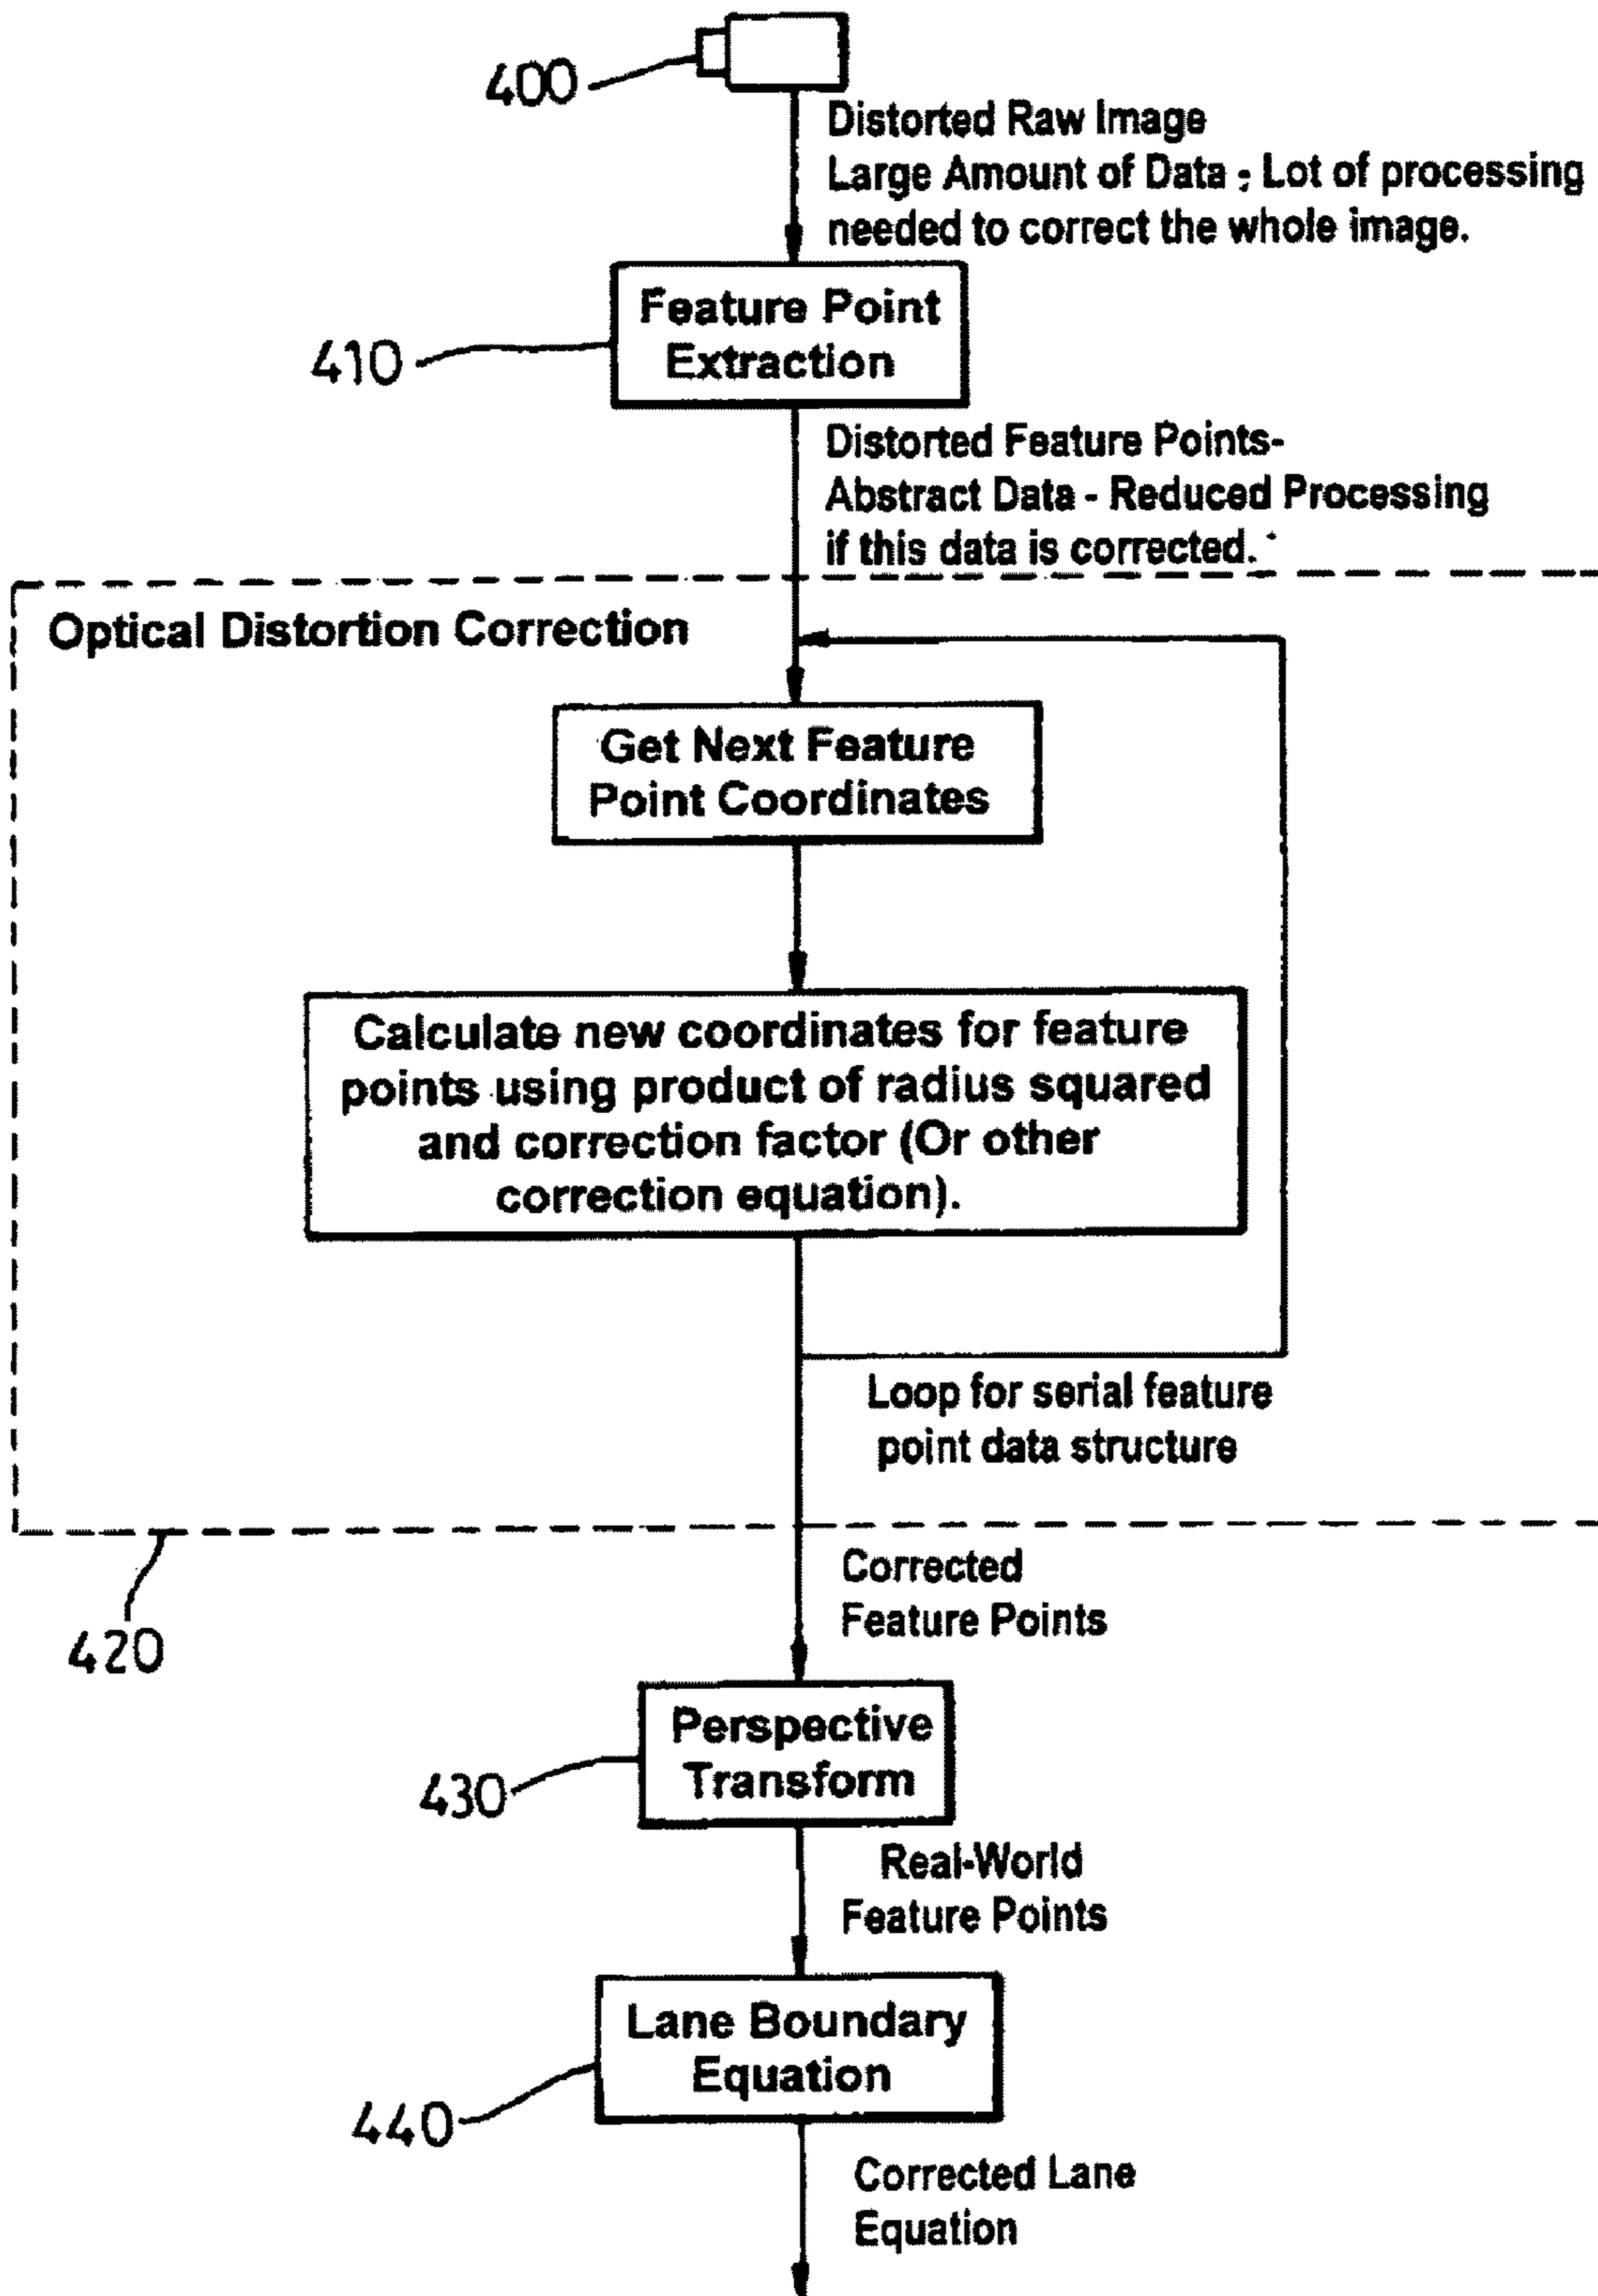 400
Distorted Raw Image
Large Amount of Data - Lot of processing
needed to correct the whole image.
Feature Point
Extraction
410
Distorted Feature Points-
Abstract Data - Reduced Processing
if this data is corrected.
Optical Distortion Correction
Get Next Feature
Point Coordinates
Calculate new coordinates for feature
points using product of radius squared
and correction factor (Or other
correction equation).
Loop for serial feature
point data structure
420
Corrected
Feature Points
Perspective
Transform
430
Real-World
Feature Points
Lane Boundary
Equation
440
Corrected Lane
Equation